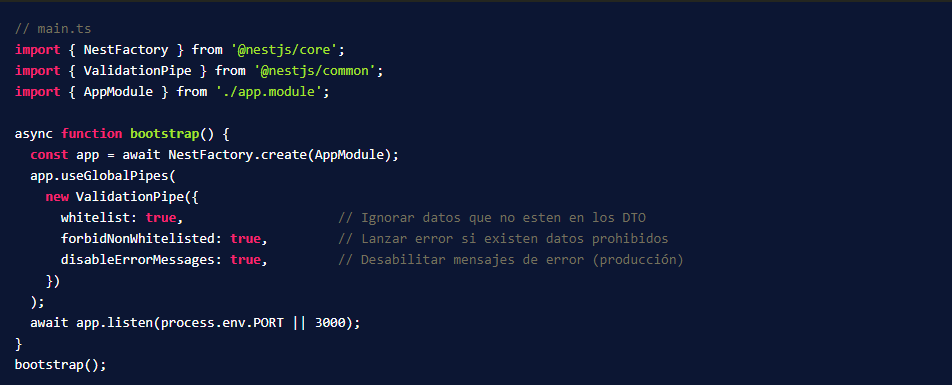 // main.ts
import { NestFactory } from '@nestjs/core';
import { ValidationPipe } from '@nestjs/common';
import { AppModule } from './app.module';

async function bootstrap() {
  const app = await NestFactory.create(AppModule);
  app.useGlobalPipes(
    new ValidationPipe({
      whitelist: true,                    // Ignorar datos que no esten en los DTO
      forbidNonWhitelisted: true,         // Lanzar error si existen datos prohibidos
      disableErrorMessages: true,         // Desabilitar mensajes de error (producción)
    })
  );
  await app.listen(process.env.PORT || 3000);
}
bootstrap();